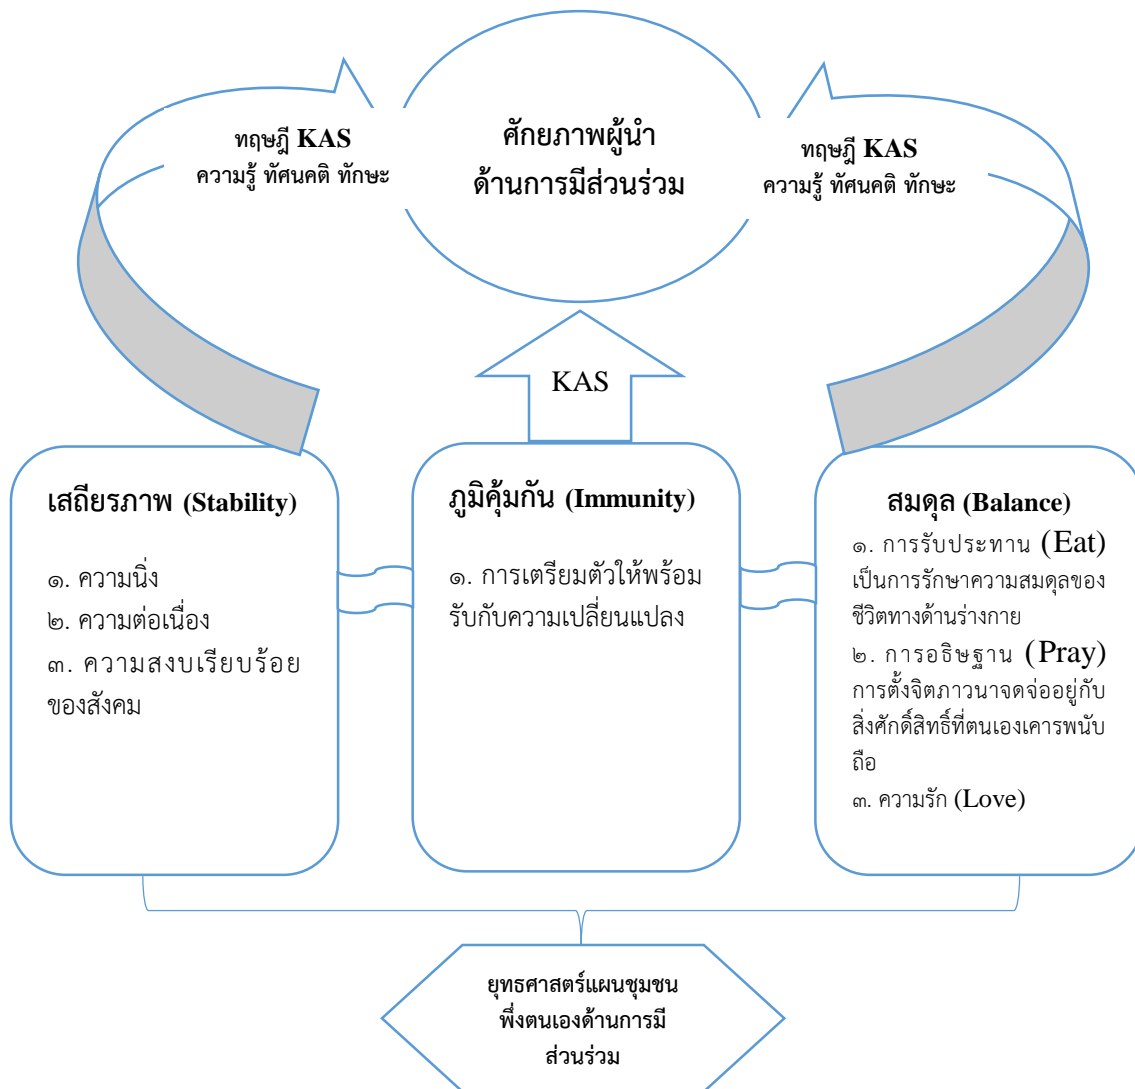 ศักยภาพผู้นำ
ด้านการมีส่วนร่วม
ทฤษฎี KAS
ความรู้ ทัศนคติ ทักษะ
ทฤษฎี KAS
ความรู้ ทัศนคติ ทักษะ
KAS
เสถียรภาพ (Stability)
๑. ความนิ่ง
๒. ความต่อเนื่อง
๓. ความสงบเรียบร้อย
ของสังคม
ภูมิคุ้มกัน (Immunity)
๑. การเตรียมตัวให้พร้อม
รับกับความเปลี่ยนแปลง
สมดุล (Balance)
๑. การรับประทาน (Eat)
เป็นการรักษาความสมดุลของ
ชีวิตทางด้านร่างกาย
๒. การอธิษฐาน (Pray)
การตั้งจิตภาวนาจดจ่ออยู่กับ
สิ่งศักดิ์สิทธิ์ที่ตนเองเคารพนับ
ถือ
๓. ความรัก (Love)
ยุทธศาสตร์แผนชุมชน
พึ่งตนเองด้านการมี
ส่วนร่วม